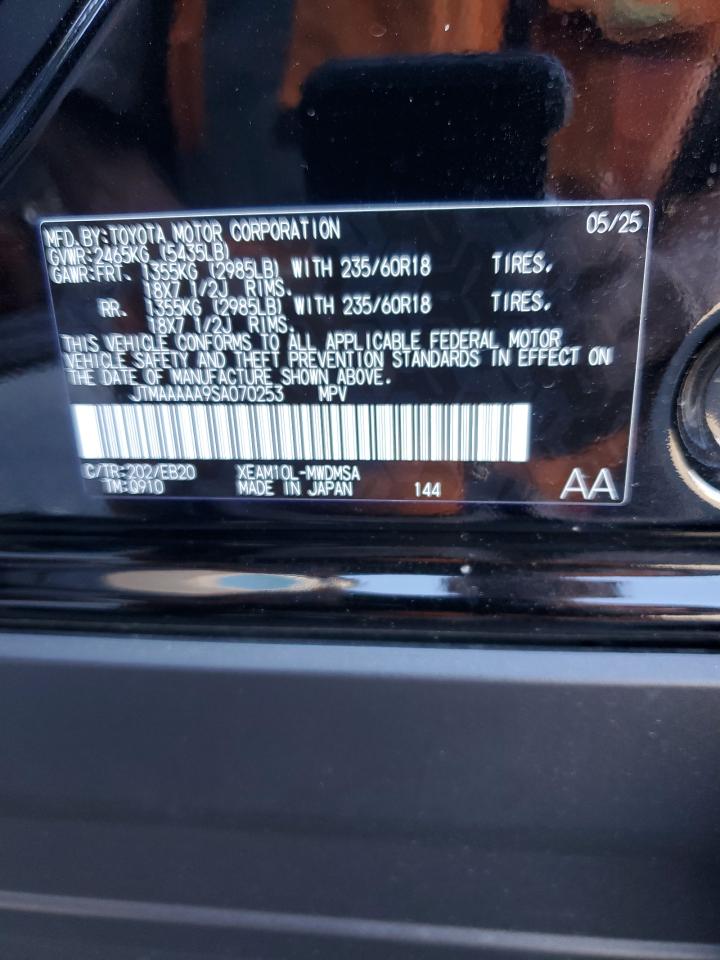 MFD. BY: TOYOTA MOTOR CORPORATION 05/25
GVWR: 2465KG (5435LB)
GAWR: FRT. 1355KG (2985LB) WITH 235/60R18 TIRES,
18X7 1/2J RIMS.
RR. 1355KG (2985LB) WITH 235/60R18 TIRES,
18X7 1/2J RIMS.
THIS VEHICLE CONFORMS TO ALL APPLICABLE FEDERAL MOTOR
VEHICLE SAFETY AND THEFT PREVENTION STANDARDS IN EFFECT ON
THE DATE OF MANUFACTURE SHOWN ABOVE.
JTMAAAAA9SA070253 MPV
C/TR: 202/EB20 XEAM10L-MWDMSA
TM: Q910 MADE IN JAPAN 144 AA